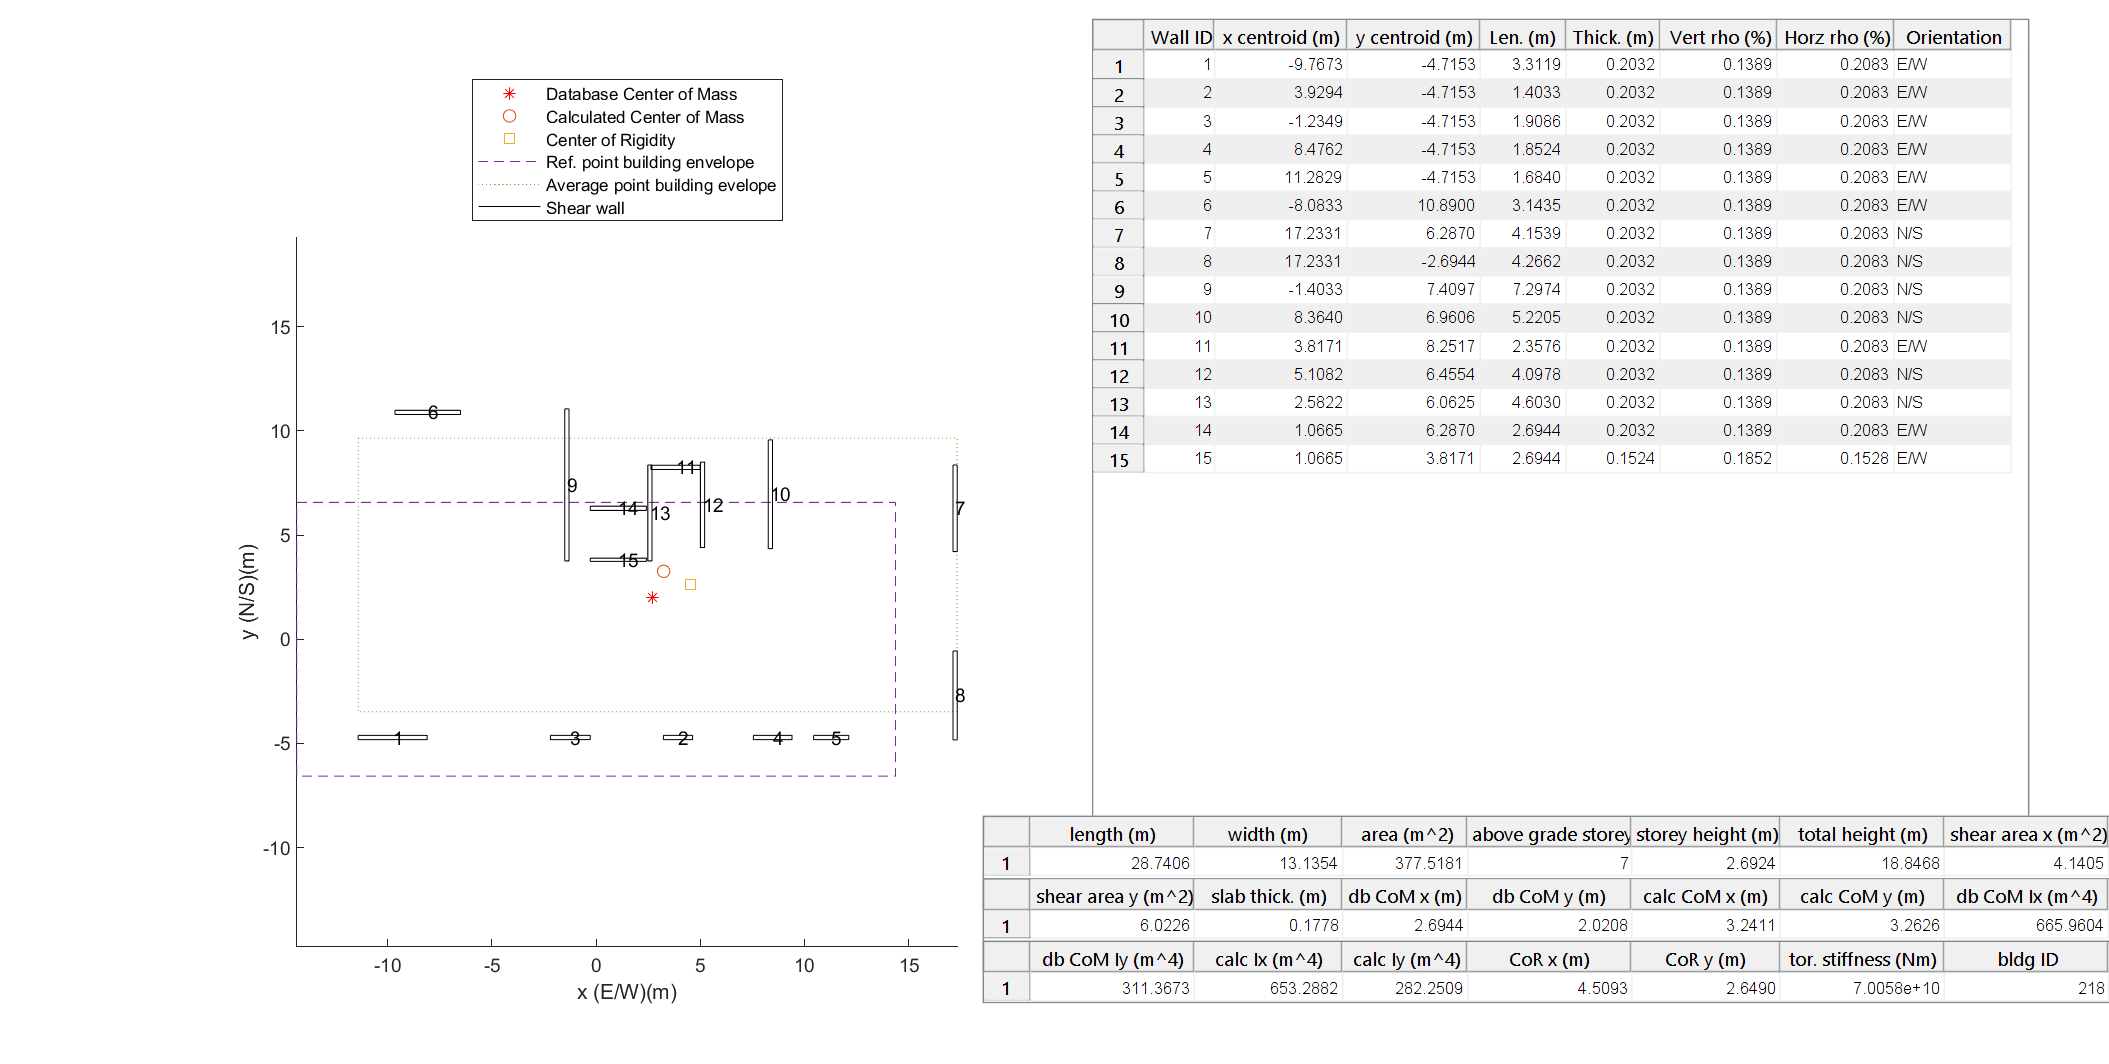 Database Center of Mass
Calculated Center of Mass
Center of Rigidity
Ref. point building envelope
Average point building evelope
Shear wall
15
10
5
0
-5
-10
y (N/S)(m)
-10 -5 0 5 10 15
x (E/W)(m)
6
9
11
14
13
12
10
7
15
8
1
3
2
4
5
Wall ID x centroid (m) y centroid (m) Len. (m) Thick. (m) Vert rho (%) Horz rho (%) Orientation
1 1 -9.7673 -4.7153 3.3119 0.2032 0.1389 0.2083 E/W
2 2 3.9294 -4.7153 1.4033 0.2032 0.1389 0.2083 E/W
3 3 -1.2349 -4.7153 1.9086 0.2032 0.1389 0.2083 E/W
4 4 8.4762 -4.7153 1.8524 0.2032 0.1389 0.2083 E/W
5 5 11.2829 -4.7153 1.6840 0.2032 0.1389 0.2083 E/W
6 6 -8.0833 10.8900 3.1435 0.2032 0.1389 0.2083 E/W
7 7 17.2331 6.2870 4.1539 0.2032 0.1389 0.2083 N/S
8 8 17.2331 -2.6944 4.2662 0.2032 0.1389 0.2083 N/S
9 9 -1.4033 7.4097 7.2974 0.2032 0.1389 0.2083 N/S
10 10 8.3640 6.9606 5.2205 0.2032 0.1389 0.2083 N/S
11 11 3.8171 8.2517 2.3576 0.2032 0.1389 0.2083 E/W
12 12 5.1082 6.4554 4.0978 0.2032 0.1389 0.2083 N/S
13 13 2.5822 6.0625 4.6030 0.2032 0.1389 0.2083 N/S
14 14 1.0665 6.2870 2.6944 0.2032 0.1389 0.2083 E/W
15 15 1.0665 3.8171 2.6944 0.1524 0.1852 0.1528 E/W
length (m) width (m) area (m^2) above grade storey storey height (m) total height (m) shear area x (m^2)
1 28.7406 13.1354 377.5181 7 2.6924 18.8468 4.1405
shear area y (m^2) slab thick. (m) db CoM x (m) db CoM y (m) calc CoM x (m) calc CoM y (m) db CoM Ix (m^4)
1 6.0226 0.1778 2.6944 2.0208 3.2411 3.2626 665.9604
db CoM Iy (m^4) calc Ix (m^4) calc Iy (m^4) CoR x (m) CoR y (m) tor. stiffness (Nm) bldg ID
1 311.3673 653.2882 282.2509 4.5093 2.6490 7.0058e+10 218